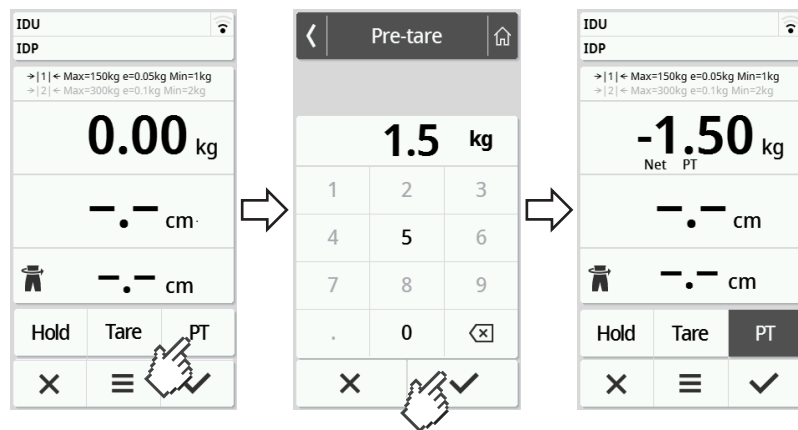 IDU
IDP
→|1|← Max=150kg e=0.05kg Min=1kg
→|2|← Max=300kg e=0.1kg Min=2kg
0.00 kg
–.– cm
–.– cm
Hold Tare PT
Pre-tare
1.5 kg
1 2 3
4 5 6
7 8 9
. 0
IDU
IDP
→|1|← Max=150kg e=0.05kg Min=1kg
→|2|← Max=300kg e=0.1kg Min=2kg
-1.50 kg
Net PT
–.– cm
–.– cm
Hold Tare PT